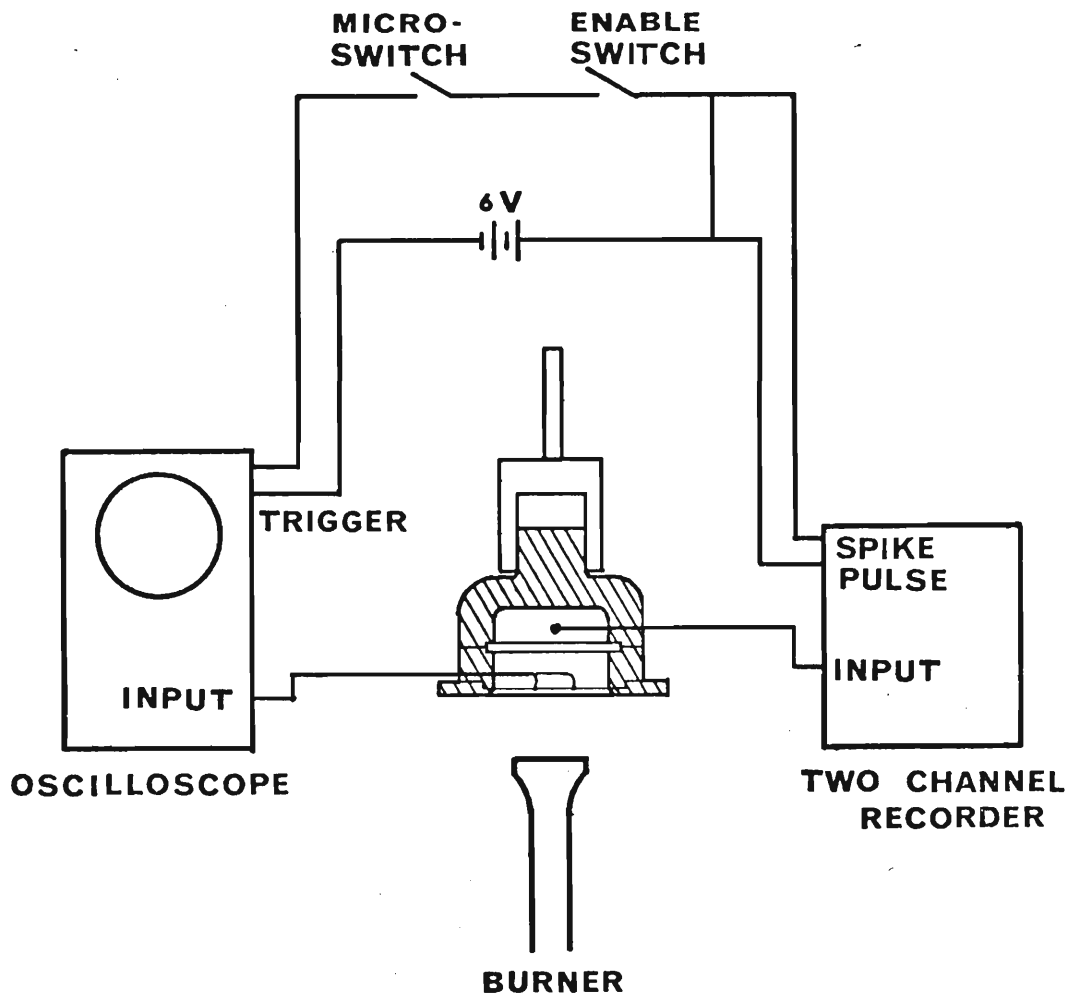 MICRO-
SWITCH
ENABLE
SWITCH
6V
TRIGGER
SPIKE
PULSE
INPUT
INPUT
OSCILLOSCOPE
TWO CHANNEL
RECORDER
BURNER